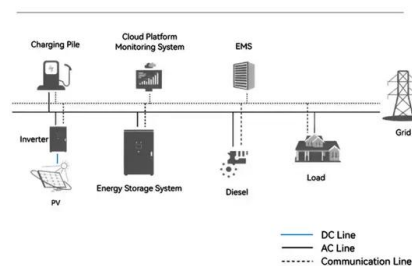 Charging Pile
Cloud Platform
Monitoring System
EMS
Grid
Inverter
PV
Energy Storage System
Diesel
Load
DC Line
AC Line
Communication Line